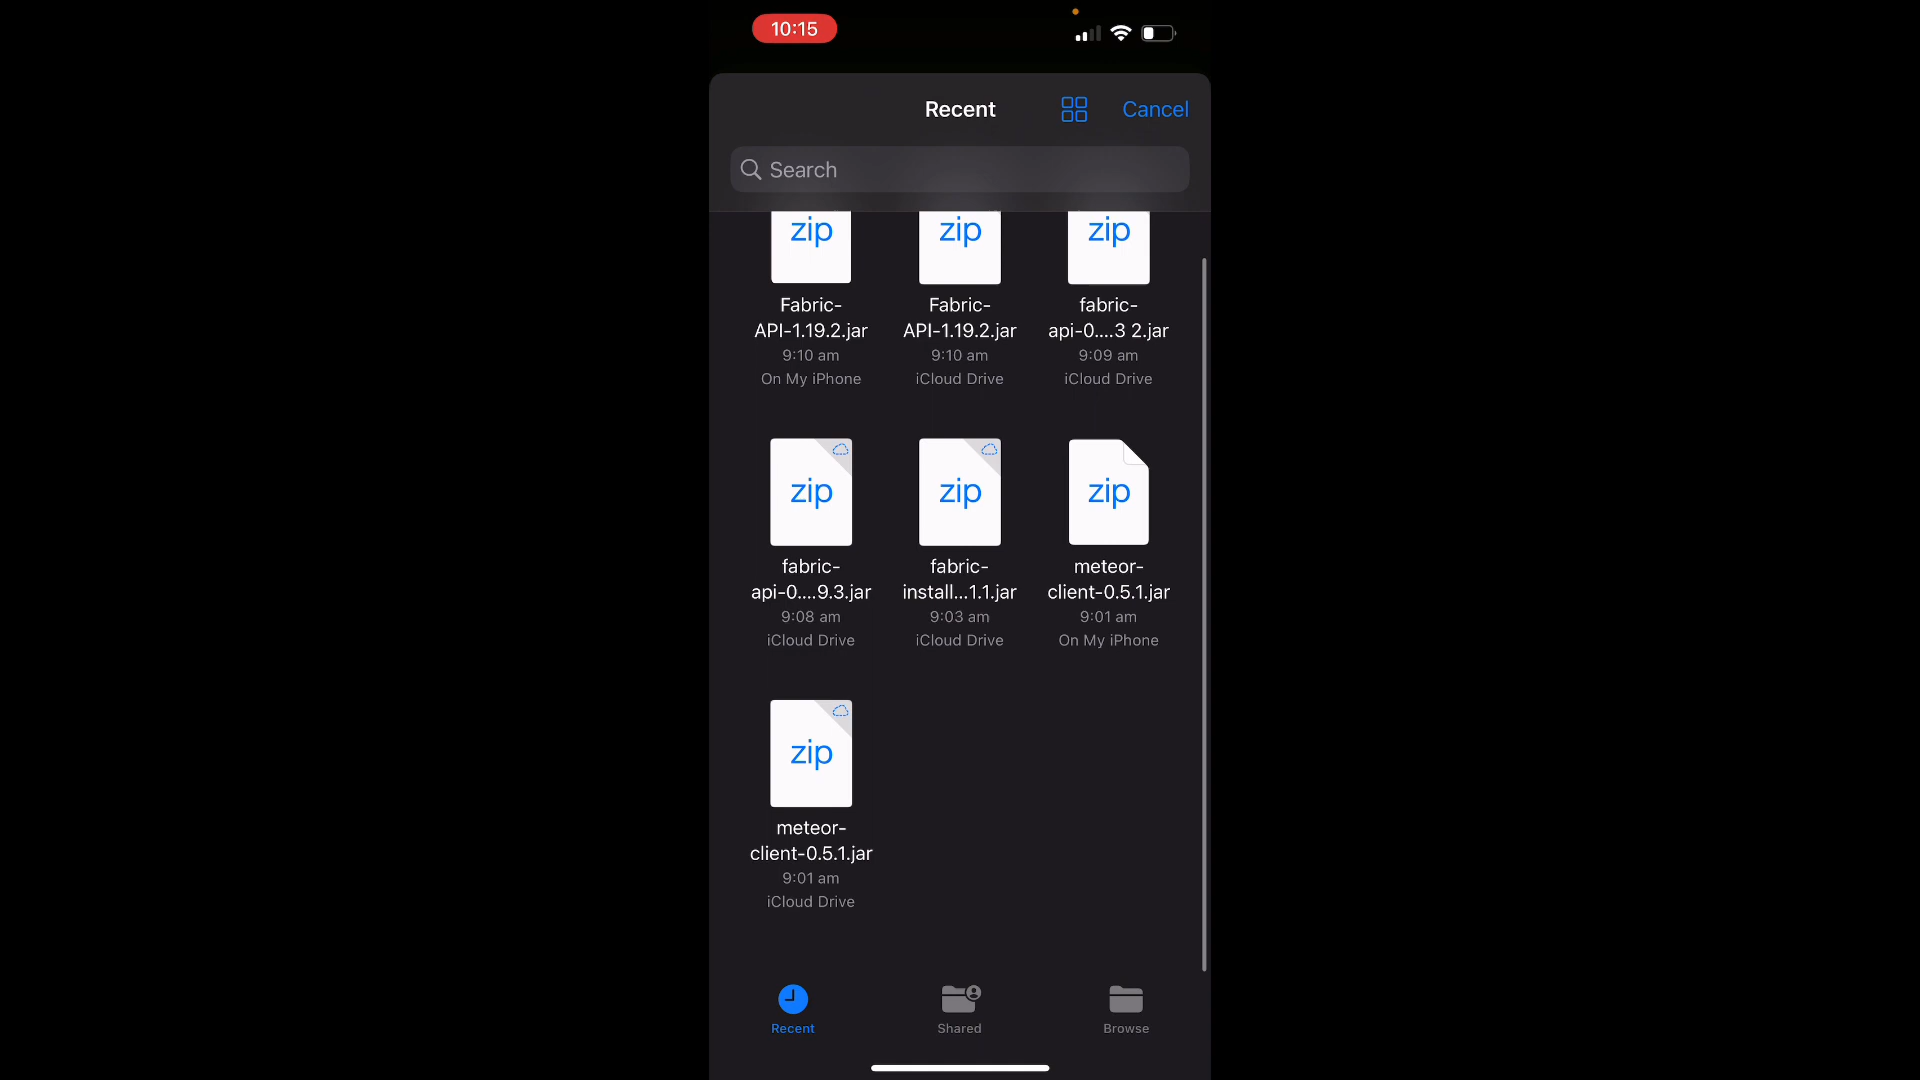 10:15
Recent
Cancel
Search
zip
zip
zip
Fabric-
API-1.19.2.jar
9:10 am
On My iPhone
Fabric-
API-1.19.2.jar
9:10 am
iCloud Drive
fabric-
api-0....3 2.jar
9:09 am
iCloud Drive
zip
zip
zip
fabric-
api-0....9.3.jar
9:08 am
iCloud Drive
fabric-
install...1.1.jar
9:03 am
iCloud Drive
meteor-
client-0.5.1.jar
9:01 am
On My iPhone
zip
meteor-
client-0.5.1.jar
9:01 am
iCloud Drive
Recent
Shared
Browse